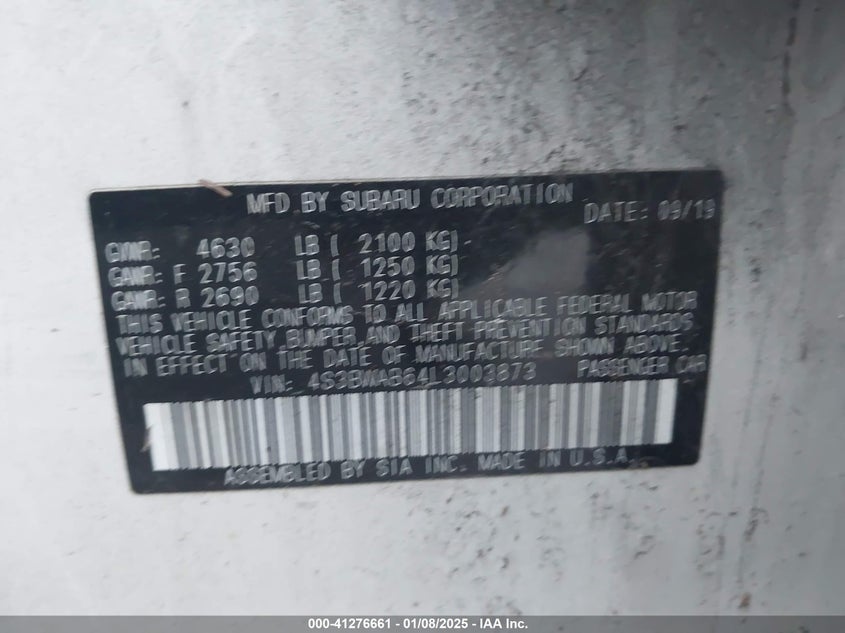 MFD. BY SUBARU CORPORATION DATE: 09/19
GVWR: 4630 LB ( 2100 KG)
GAWR: F 2756 LB ( 1250 KG)
GAWR: R 2690 LB ( 1220 KG)
THIS VEHICLE CONFORMS TO ALL APPLICABLE FEDERAL MOTOR
VEHICLE SAFETY, BUMPER, AND THEFT PREVENTION STANDARDS
IN EFFECT ON THE DATE OF MANUFACTURE SHOWN ABOVE.
VIN: 4S3BWAB64L3003873 PASSENGER CAR
ASSEMBLED BY SIA INC. MADE IN U.S.A.
000-41276661 - 01/08/2025 - IAA Inc.